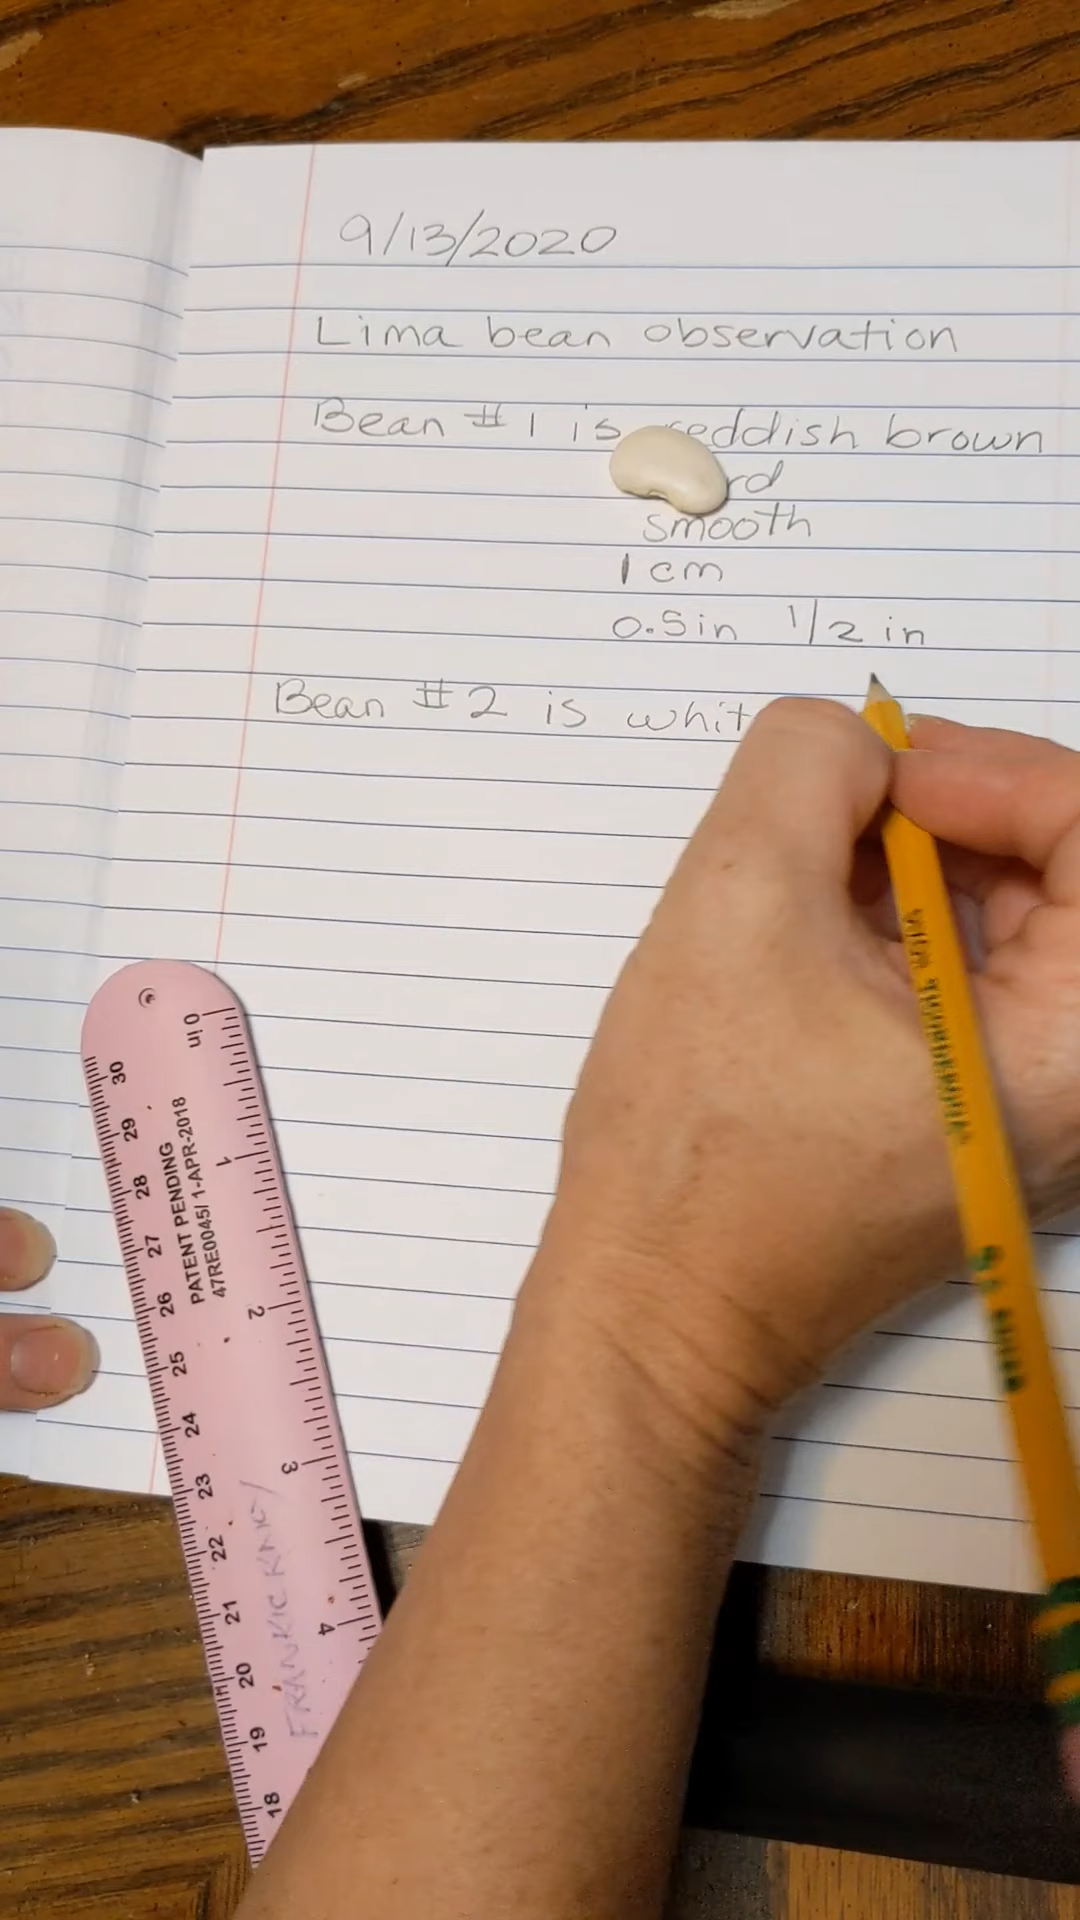 9/13/2020
Lima bean observation
Bean #1 is reddish brown
smooth
1 cm
0.5in 1/2 in
Bean #2 is
0 in
1
2
3
4
30
29
28
27
26
25
24
23
22
21
20
19
18
PATENT PENDING
47RE0045/11-APR-2018